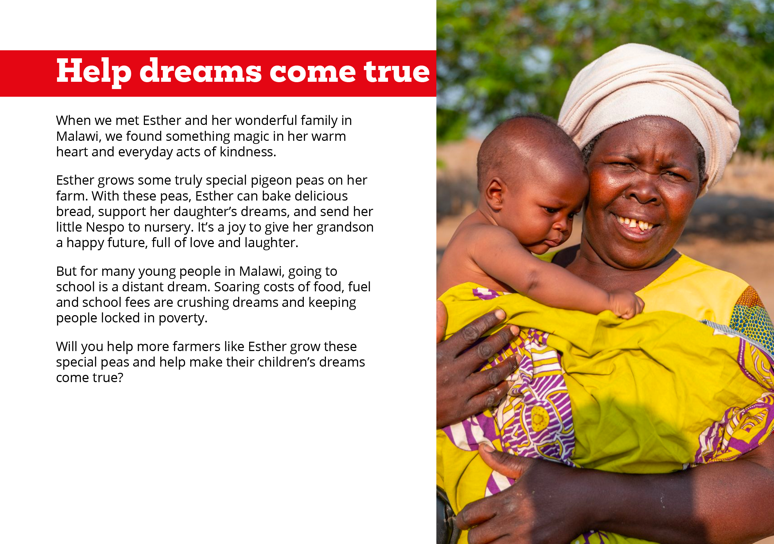 Help dreams come true
When we met Esther and her wonderful family in
Malawi, we found something magic in her warm
heart and everyday acts of kindness.
Esther grows some truly special pigeon peas on her
farm. With these peas, Esther can bake delicious
bread, support her daughter’s dreams, and send her
little Nespo to nursery. It’s a joy to give her grandson
a happy future, full of love and laughter.
But for many young people in Malawi, going to
school is a distant dream. Soaring costs of food, fuel
and school fees are crushing dreams and keeping
people locked in poverty.
Will you help more farmers like Esther grow these
special peas and help make their children’s dreams
come true?